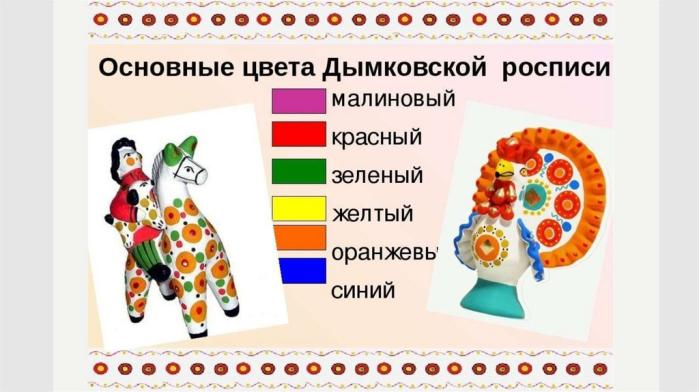 Основные цвета Дымковской росписи
малиновый
красный
зеленый
желтый
оранжевы
синий